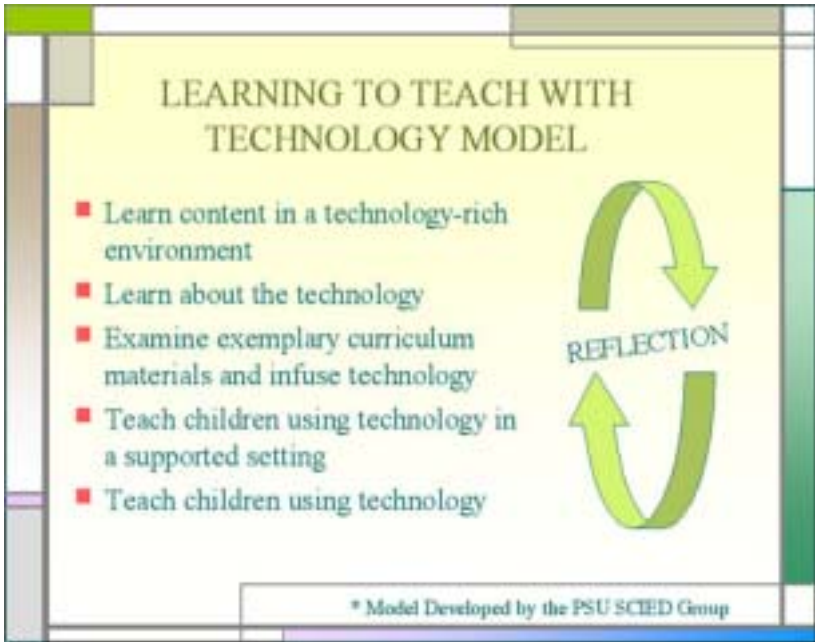 LEARNING TO TEACH WITH
TECHNOLOGY MODEL
Learn content in a technology-rich
environment
Learn about the technology
Examine exemplary curriculum
materials and infuse technology
Teach children using technology in
a supported setting
Teach children using technology
REFLECTION
* Model Developed by the PSU SCIED Group